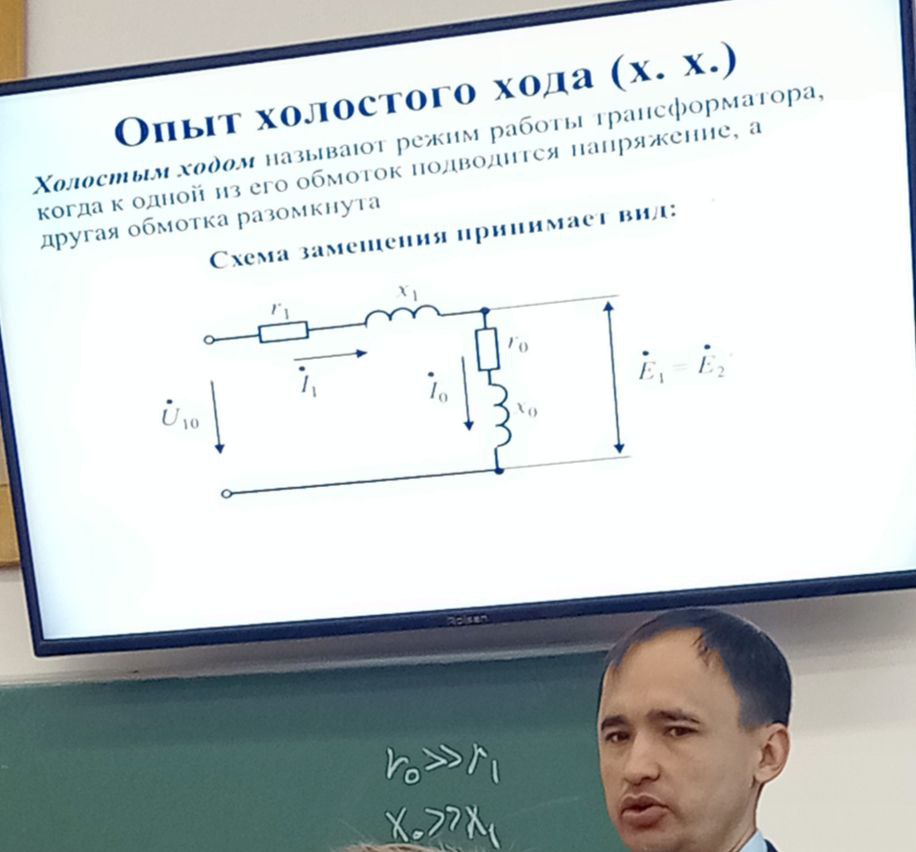 Опыт холостого хода (х. х.)
Холостым ходом называют режим работы трансформатора,
когда к одной из его обмоток подводится напряжение, а
другая обмотка разомкнута
Схема замещения принимает вид:
r₁
x₁
r₀
İ₁
İ₀
Ė₁ = Ė₂′
U̇₁₀
x₀
Rolsen
r₀>>r₁
x₀>>x₁